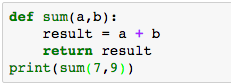 def sum(a,b):
    result = a + b
    return result
print(sum(7,9))